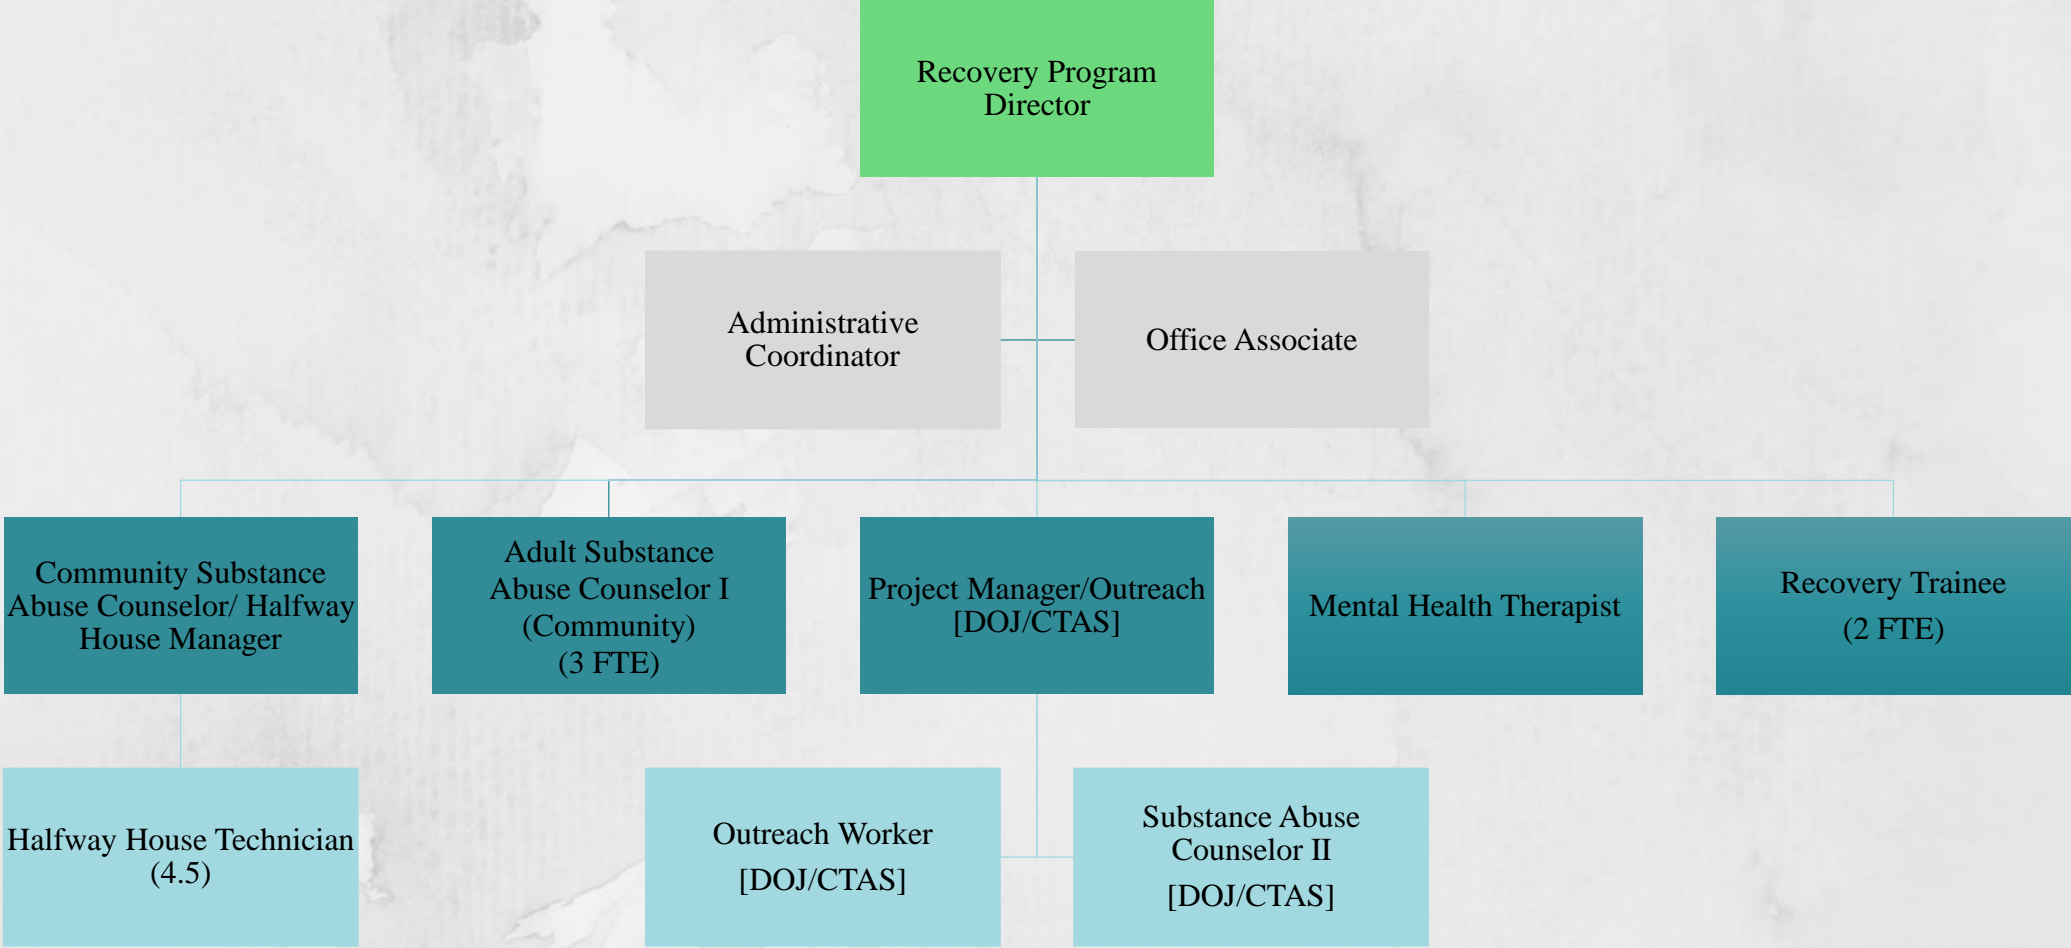 Recovery Program
Director
Administrative
Coordinator
Office Associate
Community Substance
Abuse Counselor/ Halfway
House Manager
Adult Substance
Abuse Counselor I
(Community)
(3 FTE)
Project Manager/Outreach
[DOJ/CTAS]
Mental Health Therapist
Recovery Trainee
(2 FTE)
Halfway House Technician
(4.5)
Outreach Worker
[DOJ/CTAS]
Substance Abuse
Counselor II
[DOJ/CTAS]